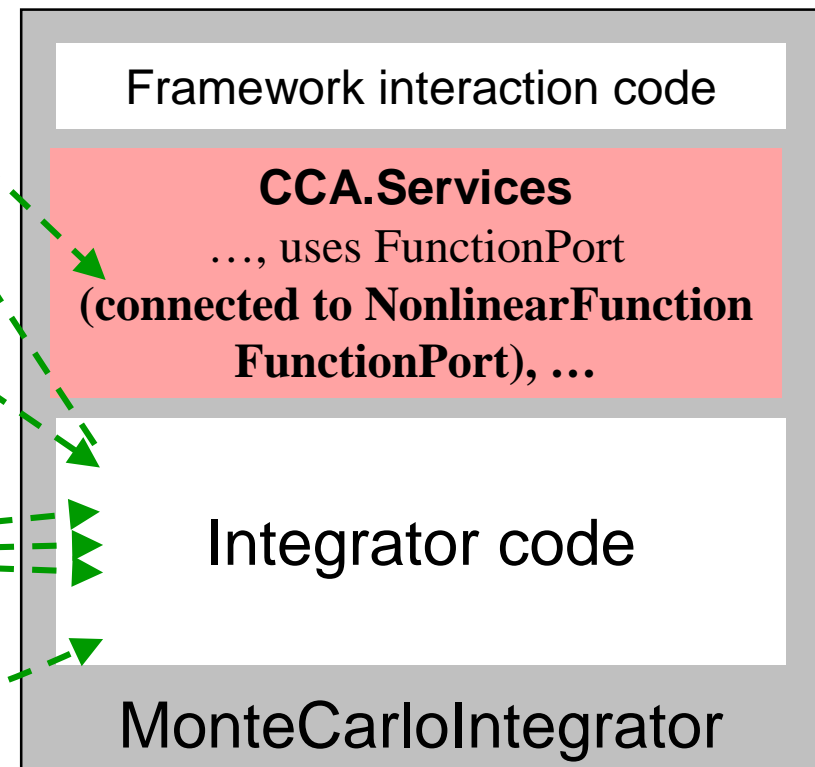 Framework interaction code
CCA.Services
…, uses FunctionPort
(connected to NonlinearFunction
FunctionPort), …
Integrator code
MonteCarloIntegrator